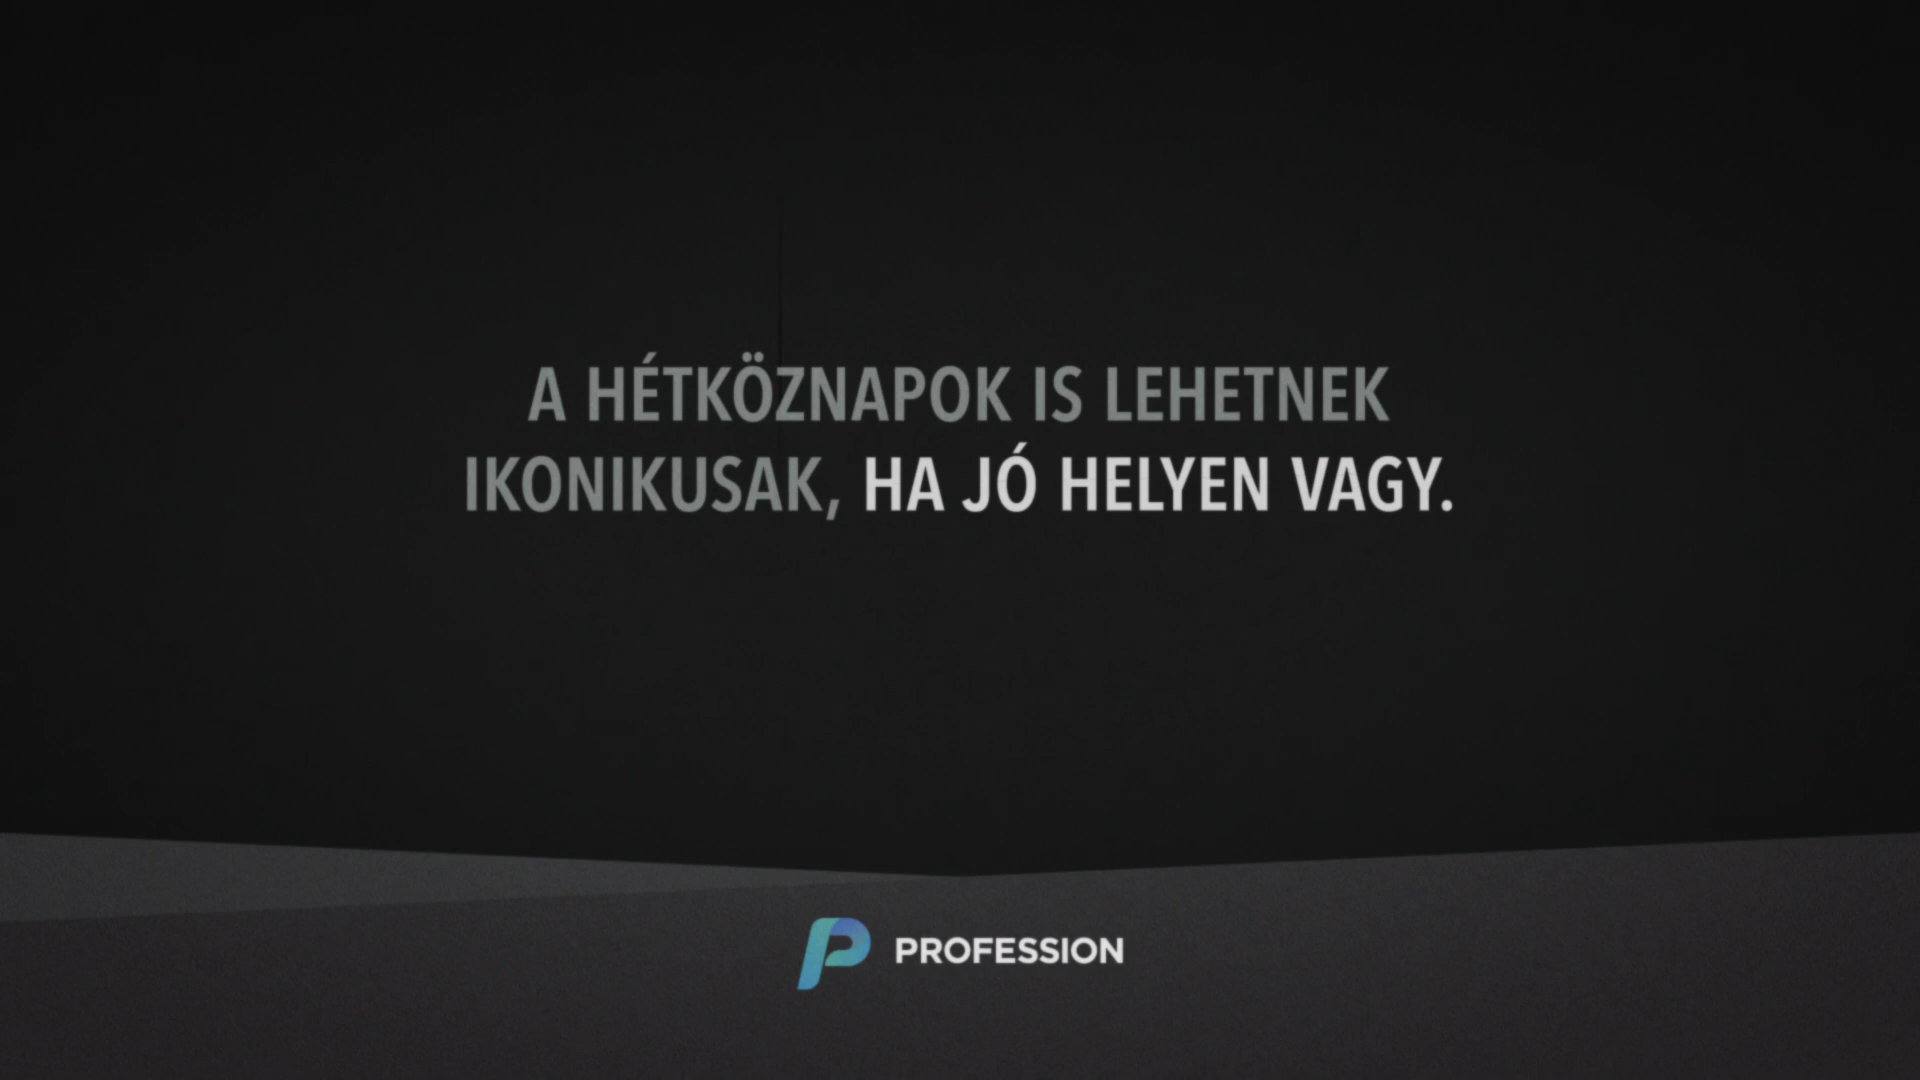 A HÉTKÖZNAPOK IS LEHETNEK
IKONIKUSAK, HA JÓ HELYEN VAGY.
PROFESSION